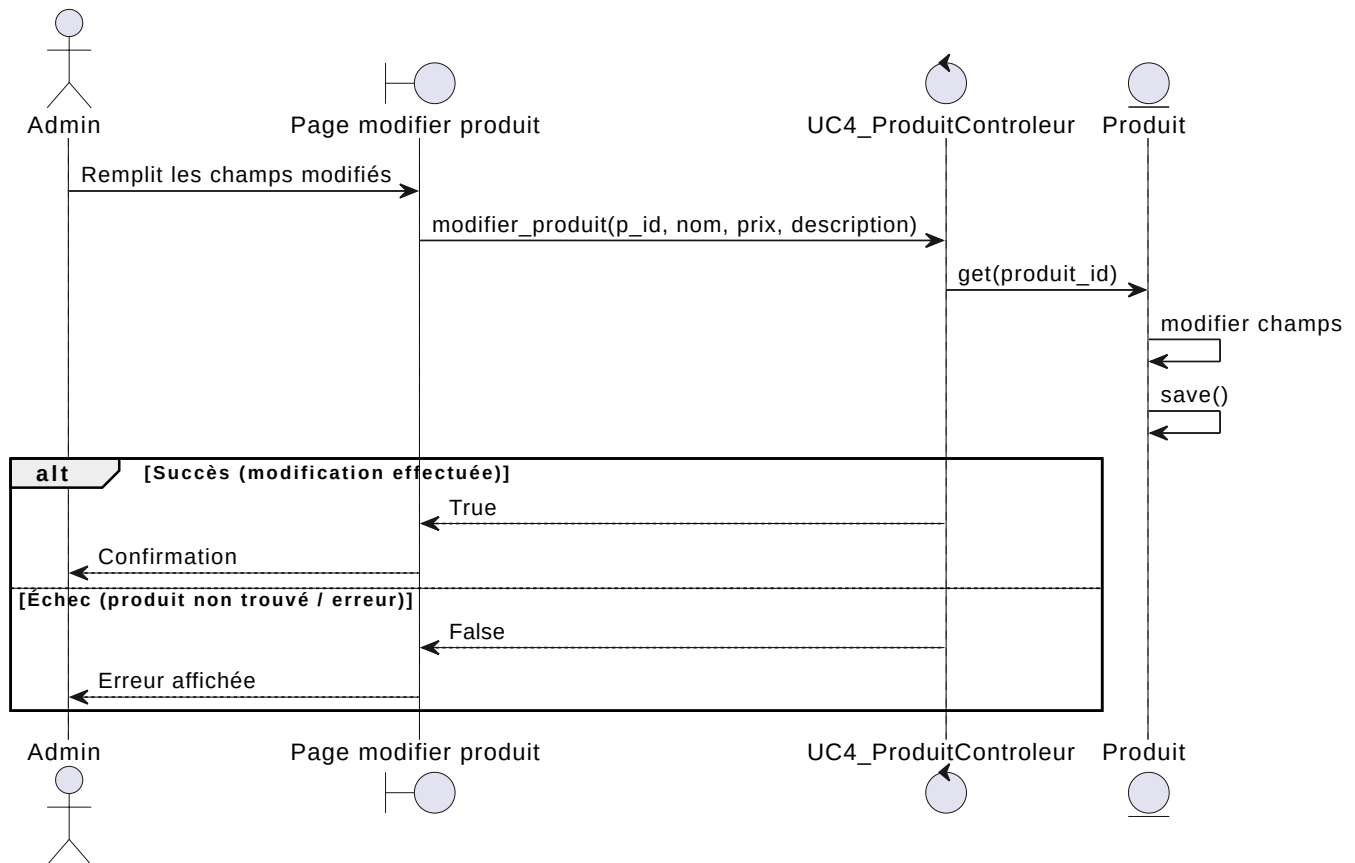 Admin
Page modifier produit
UC4_ProduitControleur
Produit
Remplit les champs modifiés
modifier_produit(p_id, nom, prix, description)
get(produit_id)
modifier champs
save()
alt
[Succès (modification effectuée)]
True
Confirmation
[Échec (produit non trouvé / erreur)]
False
Erreur affichée
Admin
Page modifier produit
UC4_ProduitControleur
Produit